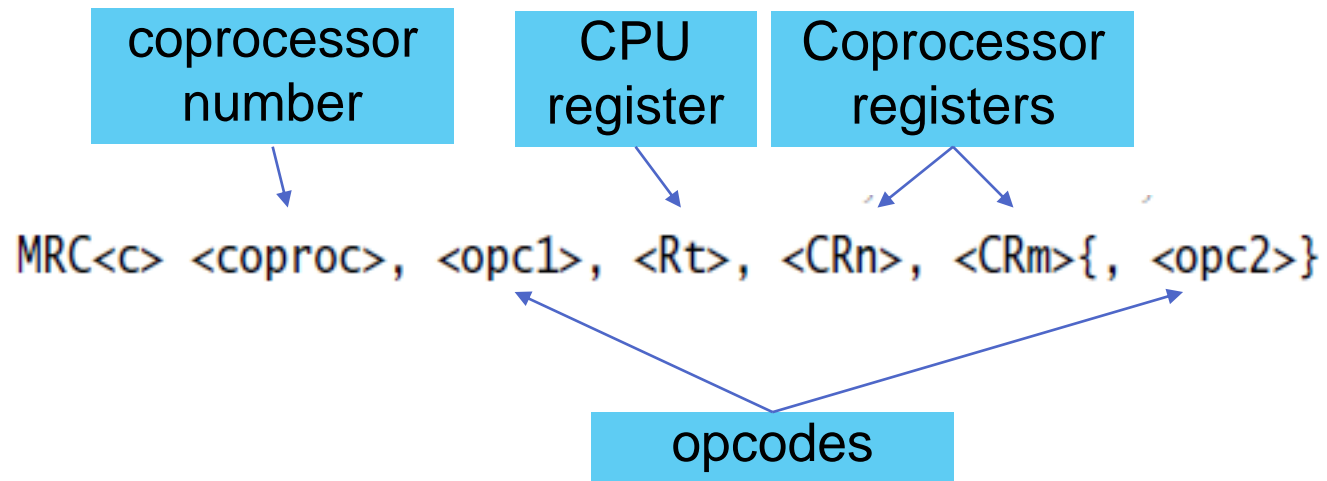 coprocessor
number
CPU
register
Coprocessor
registers
MRC<c> <coproc>, <opc1>, <Rt>, <CRn>, <CRm>{, <opc2>}
opcodes